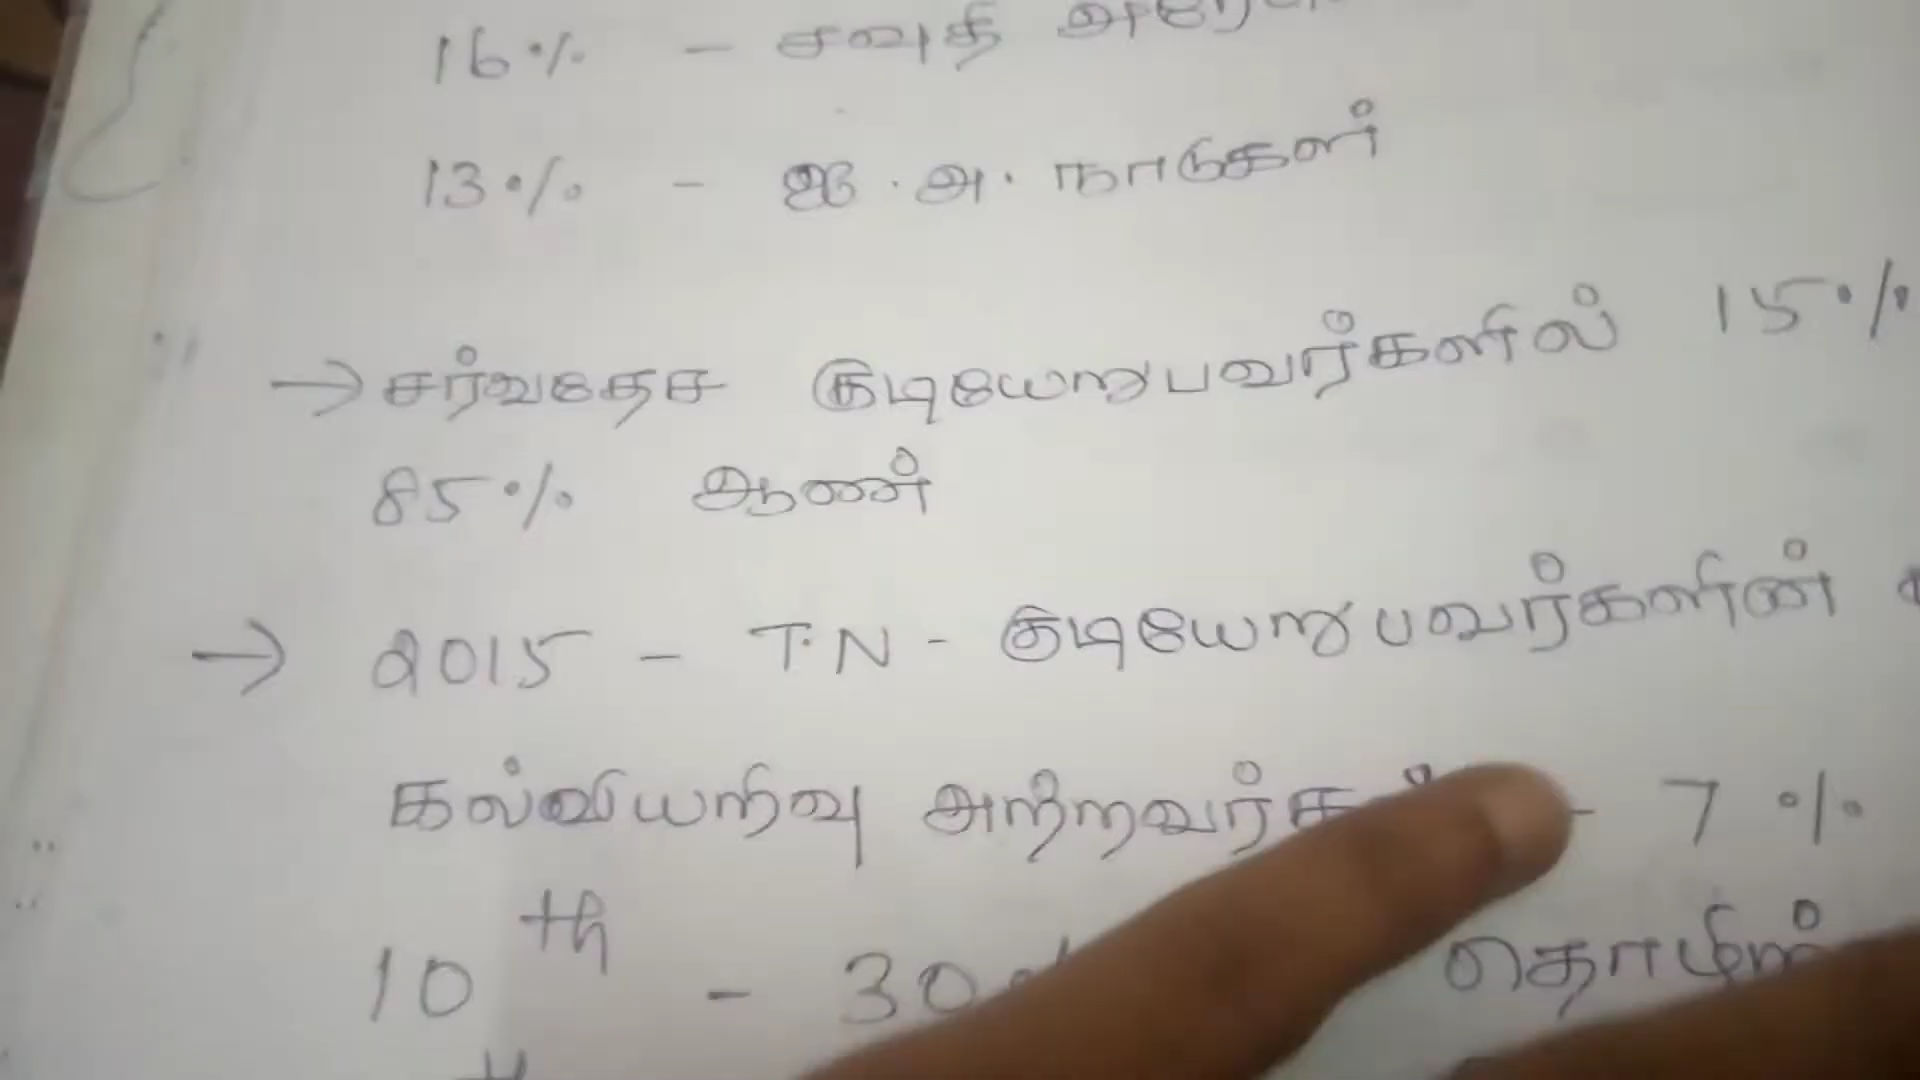 16% - சவுதி
13% - ஐ.அ. நாடுகள்
→ சர்வதேச குடியேறுபவர்களில் 15%
85% ஆண்
→ 2015 - T.N - குடியேறுபவர்களின்
கல்வியறிவு அற்றவர்கள் - 7%
10th - 30% தொழிற்